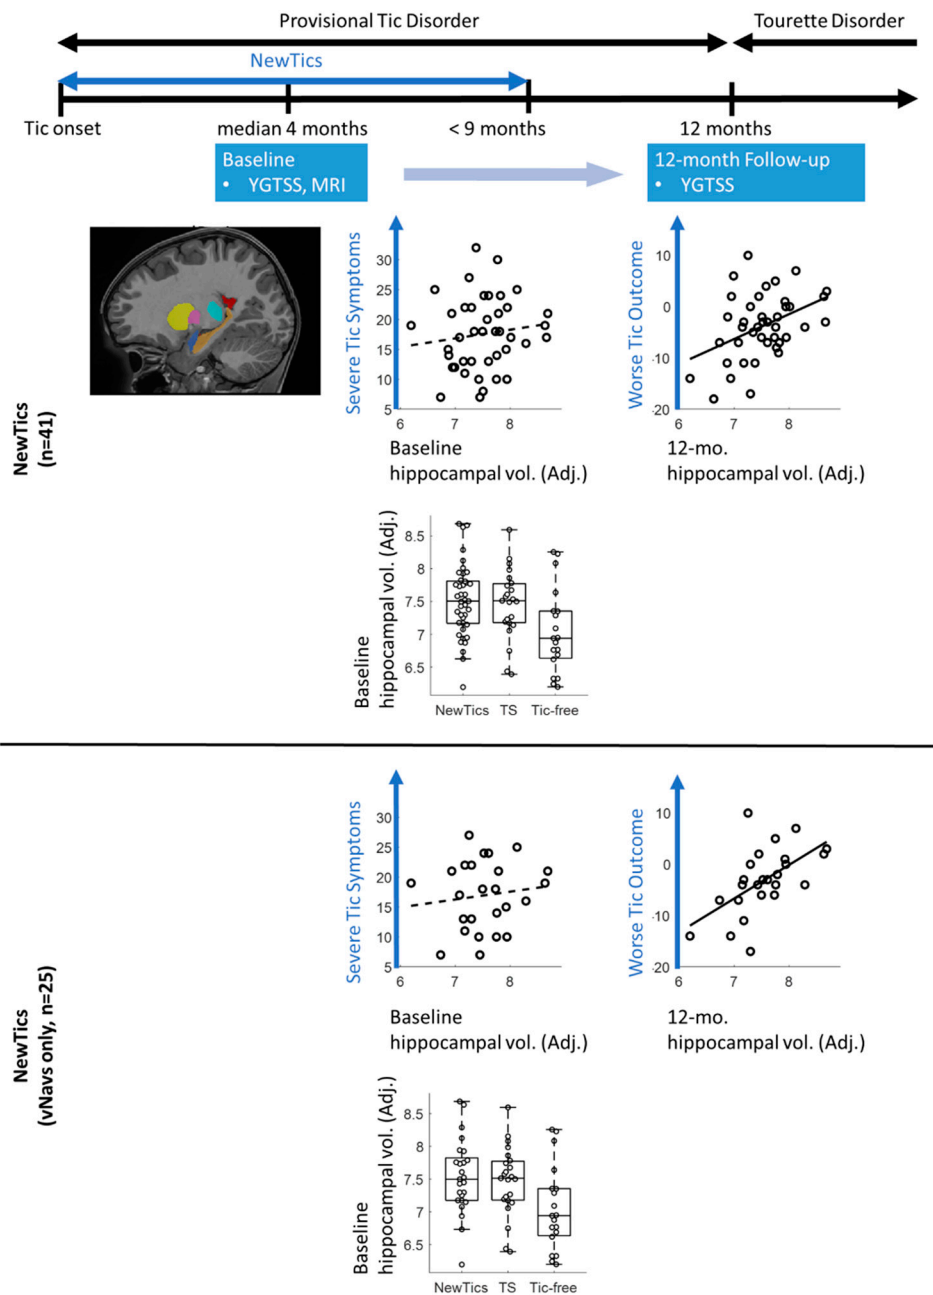 Provisional Tic Disorder
Tourette Disorder
NewTics
Tic onset
median 4 months
< 9 months
12 months
Baseline
• YGTSS, MRI
12-month Follow-up
• YGTSS
NewTics
(n=41)
Severe Tic Symptoms
30
25
20
15
10
5
6
7
8
Baseline
hippocampal vol. (Adj.)
Worse Tic Outcome
10
0
-10
-20
6
7
8
12-mo.
hippocampal vol. (Adj.)
Baseline
hippocampal vol. (Adj.)
8.5
8
7.5
7
6.5
NewTics
TS
Tic-free
NewTics
(vNavs only, n=25)
Severe Tic Symptoms
30
25
20
15
10
5
6
7
8
Baseline
hippocampal vol. (Adj.)
Worse Tic Outcome
10
0
-10
-20
6
7
8
12-mo.
hippocampal vol. (Adj.)
Baseline
hippocampal vol. (Adj.)
8.5
8
7.5
7
6.5
NewTics
TS
Tic-free